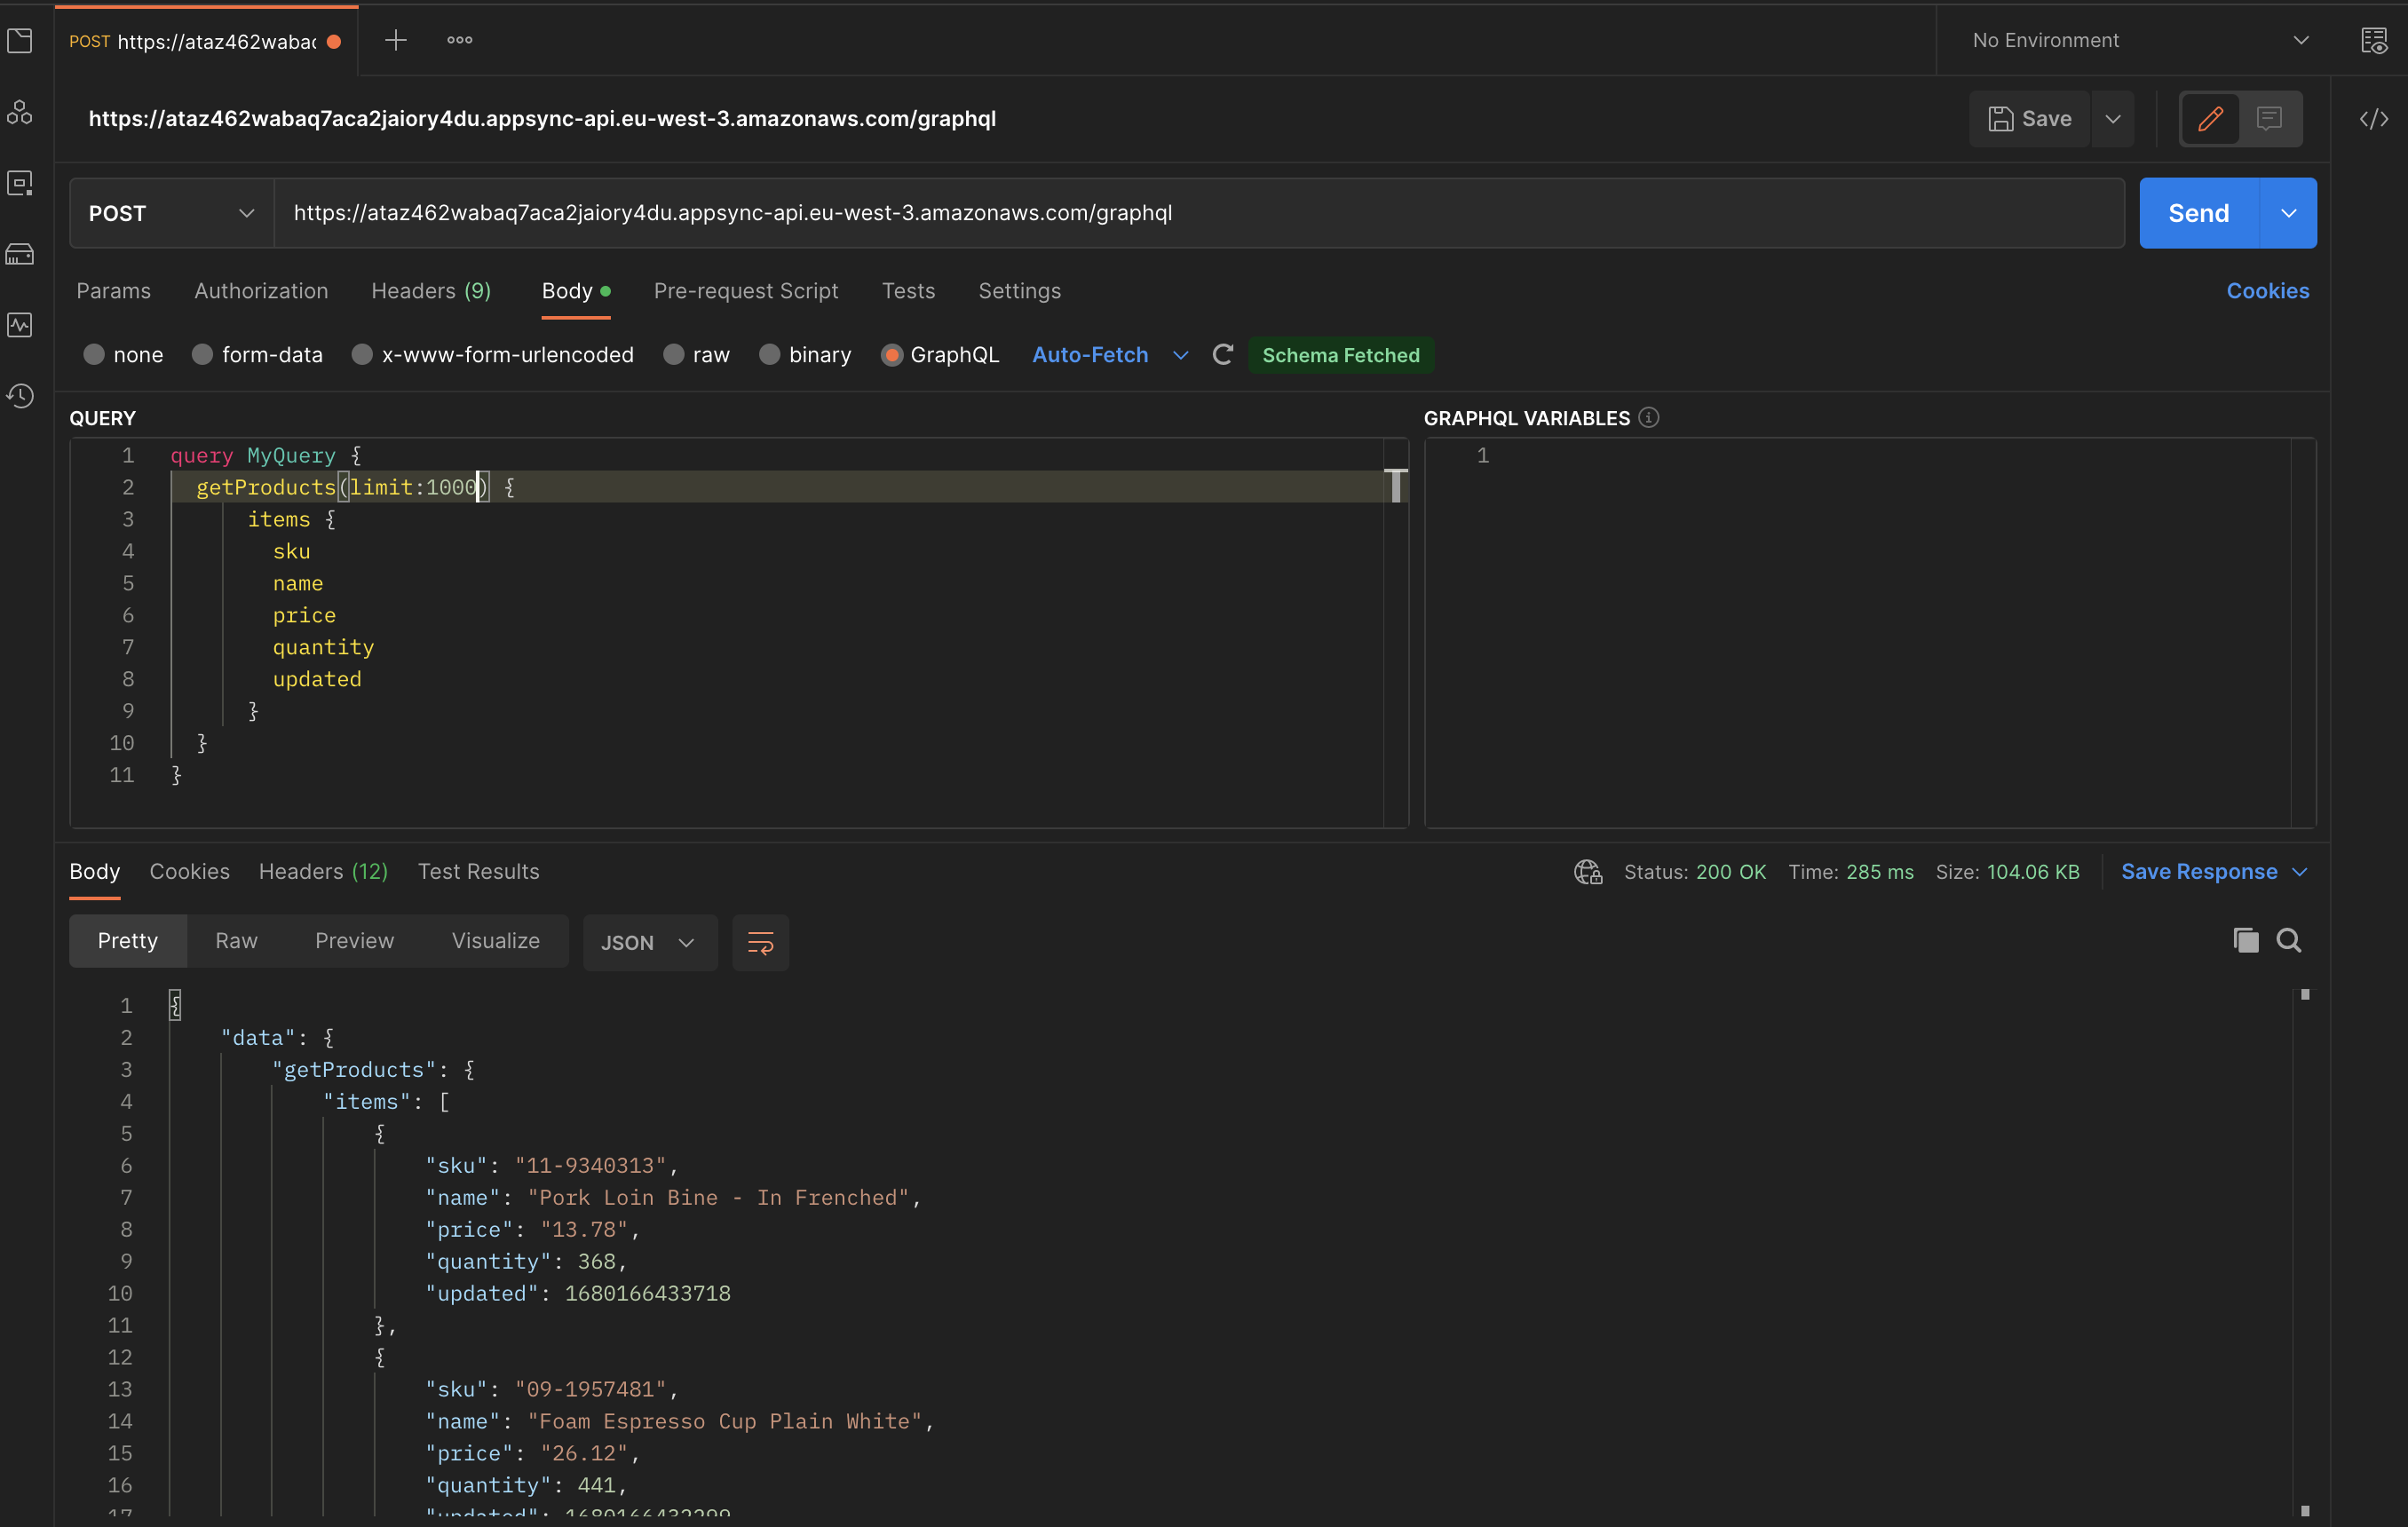 POST https://ataz462wabac
No Environment
https://ataz462wabaq7aca2jaiory4du.appsync-api.eu-west-3.amazonaws.com/graphql
Save
POST
https://ataz462wabaq7aca2jaiory4du.appsync-api.eu-west-3.amazonaws.com/graphql
Send
Params Authorization Headers (9) Body Pre-request Script Tests Settings Cookies
none form-data x-www-form-urlencoded raw binary GraphQL Auto-Fetch Schema Fetched
QUERY
1 query MyQuery {
2 getProducts(limit:1000) {
3 items {
4 sku
5 name
6 price
7 quantity
8 updated
9 }
10 }
11 }
GRAPHQL VARIABLES
1
Body Cookies Headers (12) Test Results Status: 200 OK Time: 285 ms Size: 104.06 KB Save Response
Pretty Raw Preview Visualize JSON
1 {
2 "data": {
3 "getProducts": {
4 "items": [
5 {
6 "sku": "11-9340313",
7 "name": "Pork Loin Bine - In Frenched",
8 "price": "13.78",
9 "quantity": 368,
10 "updated": 1680166433718
11 },
12 {
13 "sku": "09-1957481",
14 "name": "Foam Espresso Cup Plain White",
15 "price": "26.12",
16 "quantity": 441,
17 "updated": 1680166432299